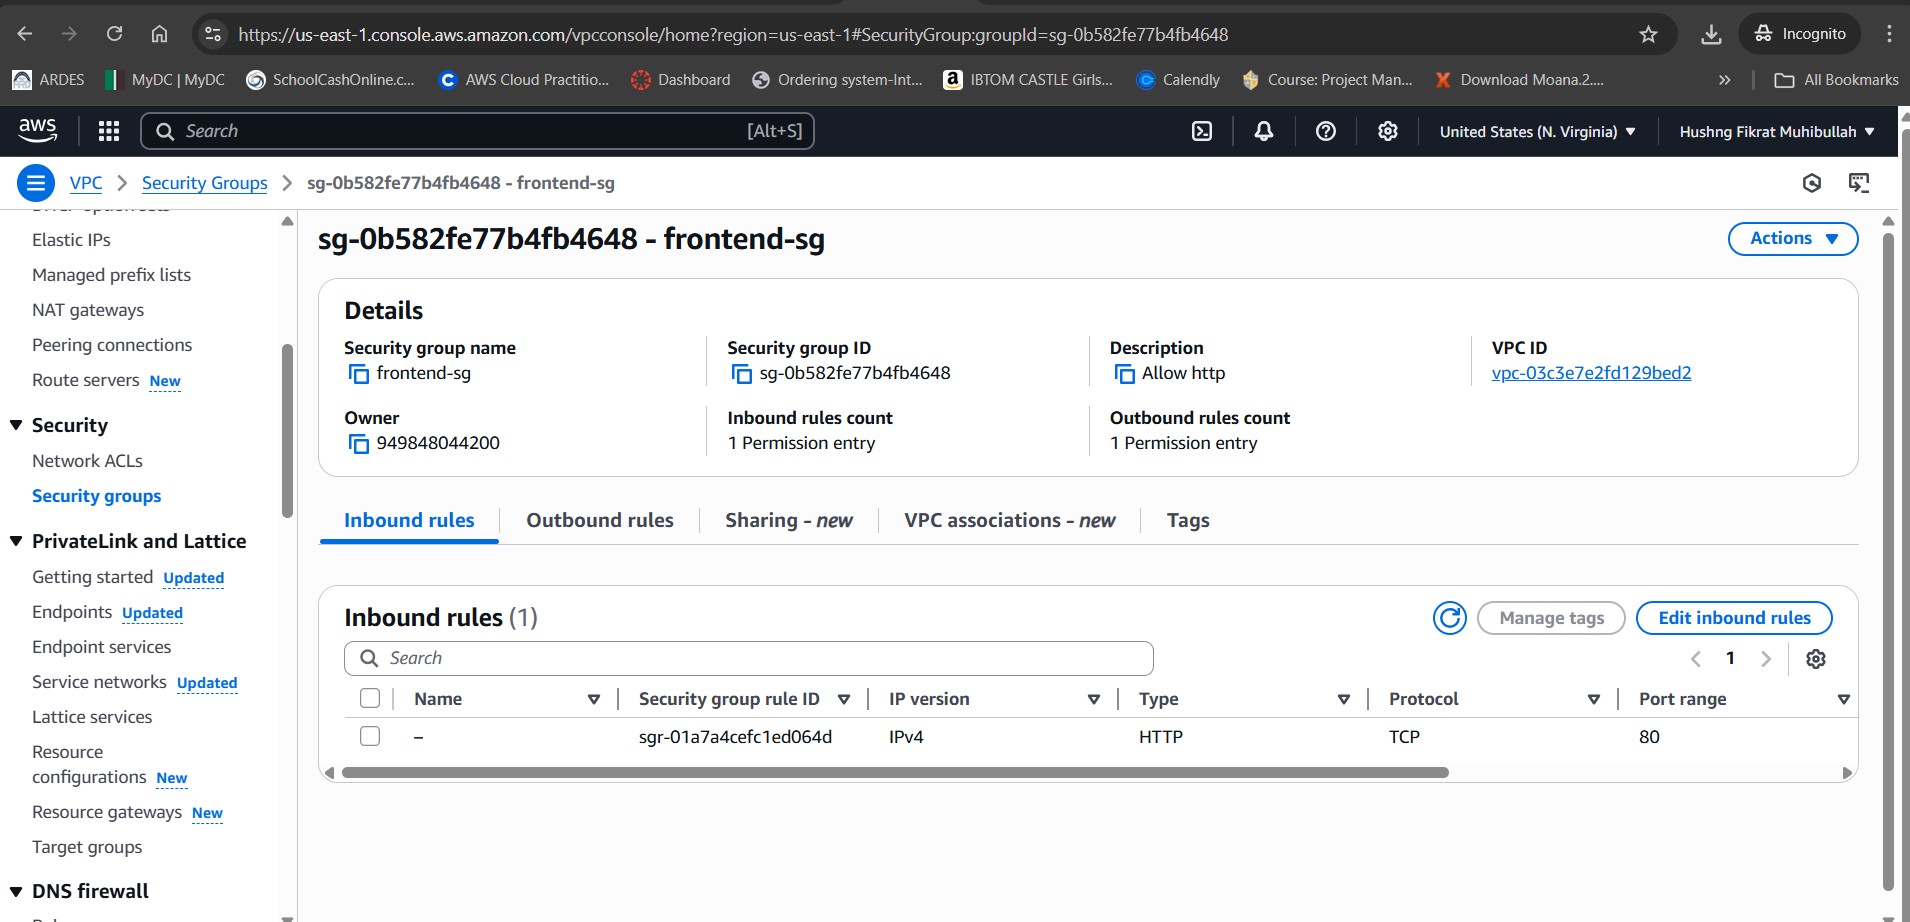 https://us-east-1.console.aws.amazon.com/vpcconsole/home?region=us-east-1#SecurityGroup:groupId=sg-0b582fe77b4fb4648
Incognito
ARDES
MyDC | MyDC
SchoolCashOnline.c...
AWS Cloud Practitio...
Dashboard
Ordering system-Int...
IBTOM CASTLE Girls...
Calendly
Course: Project Man...
Download Moana.2....
All Bookmarks
aws
Search
[Alt+S]
United States (N. Virginia)
Hushng Fikrat Muhibullah
VPC
Security Groups
sg-0b582fe77b4fb4648 - frontend-sg
Elastic IPs
Managed prefix lists
NAT gateways
Peering connections
Route servers New
Security
Network ACLs
Security groups
PrivateLink and Lattice
Getting started Updated
Endpoints Updated
Endpoint services
Service networks Updated
Lattice services
Resource
configurations New
Resource gateways New
Target groups
DNS firewall
sg-0b582fe77b4fb4648 - frontend-sg
Actions
Details
Security group name
frontend-sg
Security group ID
sg-0b582fe77b4fb4648
Description
Allow http
VPC ID
vpc-03c3e7e2fd129bed2
Owner
949848044200
Inbound rules count
1 Permission entry
Outbound rules count
1 Permission entry
Inbound rules
Outbound rules
Sharing - new
VPC associations - new
Tags
Inbound rules (1)
Manage tags
Edit inbound rules
Search
1
Name
Security group rule ID
IP version
Type
Protocol
Port range
–
sgr-01a7a4cefc1ed064d
IPv4
HTTP
TCP
80